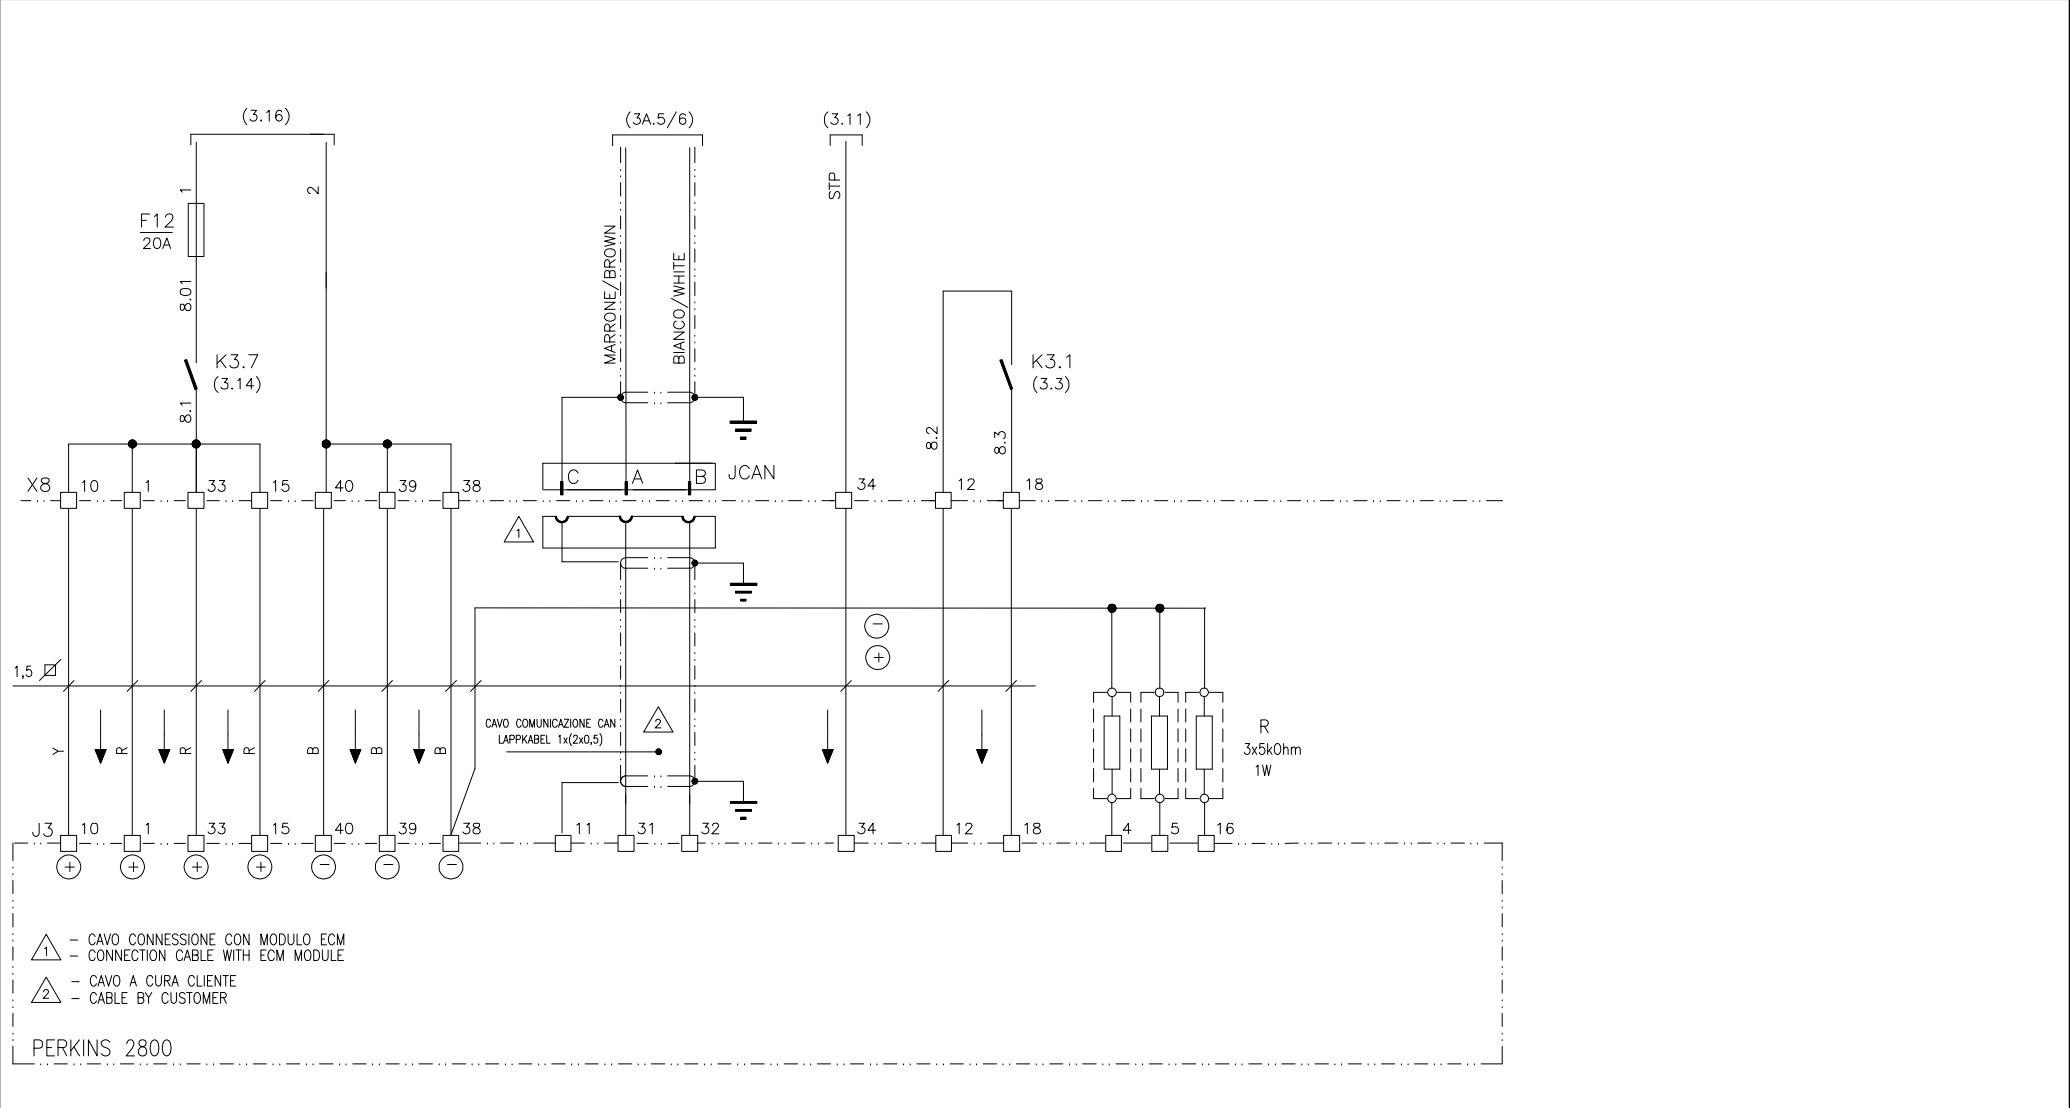 (3.16)
(3A.5/6)
(3.11)
1
2
STP
F12
20A
MARRONE/BROWN
BIANCO/WHITE
8.01
K3.7
(3.14)
K3.1
(3.3)
8.1
8.2
8.3
C A B JCAN
X8 10 1 33 15 40 39 38 34 12 18
1
−
+
1,5
CAVO COMUNICAZIONE CAN
LAPPKABEL 1x(2x0,5)
2
Y R R R B B B
R
3x5kOhm
1W
J3 10 1 33 15 40 39 38 11 31 32 34 12 18 4 5 16
+ + + + − − −
1 − CAVO CONNESSIONE CON MODULO ECM
− CONNECTION CABLE WITH ECM MODULE
2 − CAVO A CURA CLIENTE
− CABLE BY CUSTOMER
PERKINS 2800